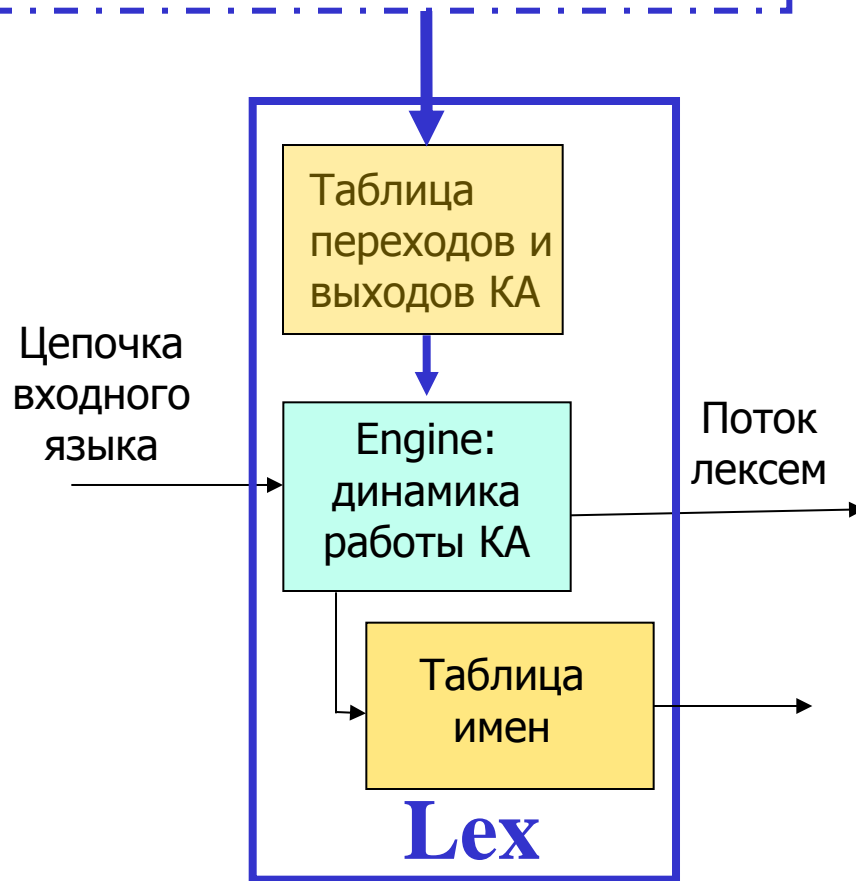 Таблица
переходов и
выходов КА
Цепочка
входного
языка
Engine:
динамика
работы КА
Поток
лексем
Таблица
имен
Lex